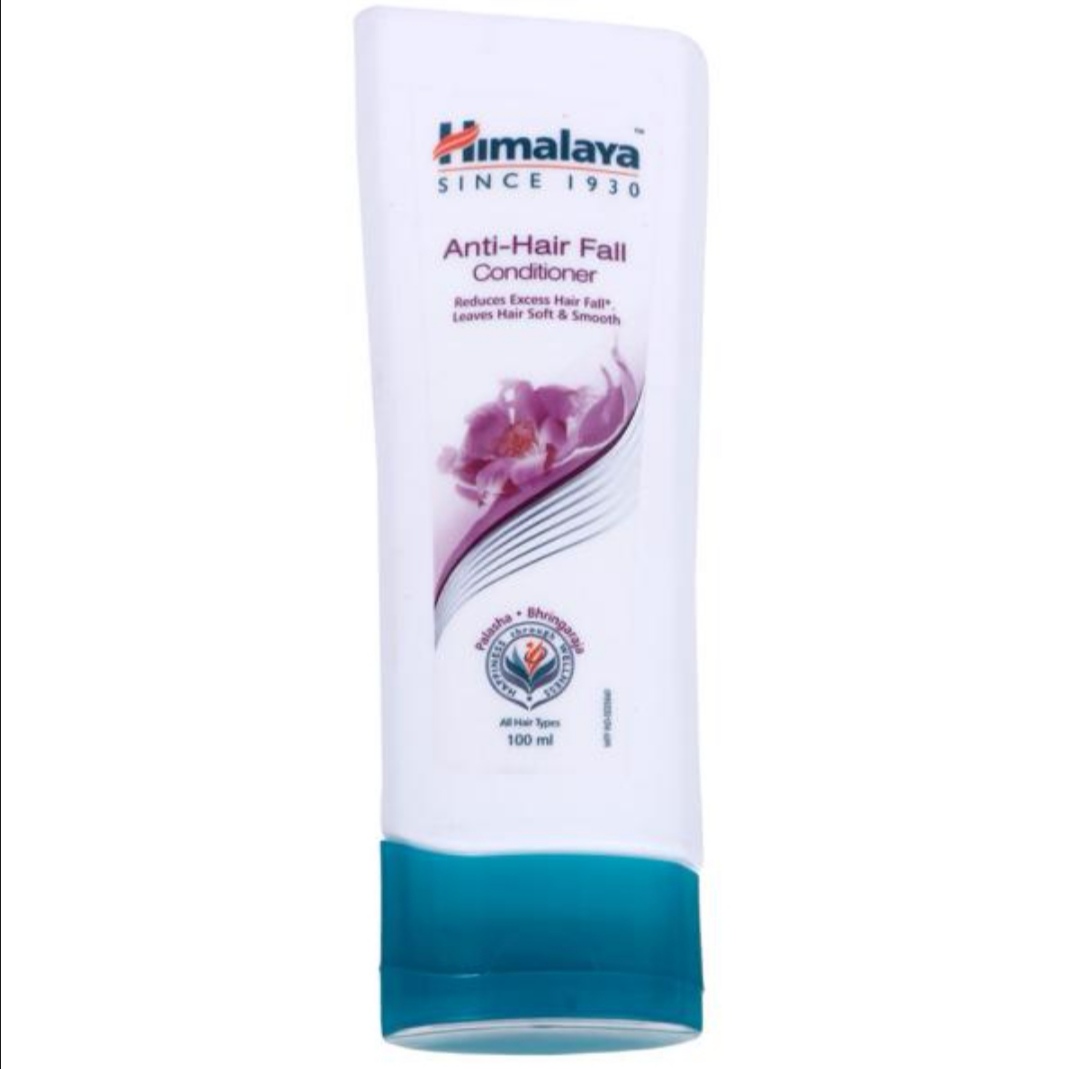 Himalaya™
SINCE 1930
Anti-Hair Fall
Conditioner
Reduces Excess Hair Fall*.
Leaves Hair Soft & Smooth
Palasha • Bhringaraja
HAPPINESS through WELLNESS
All Hair Types
100 ml